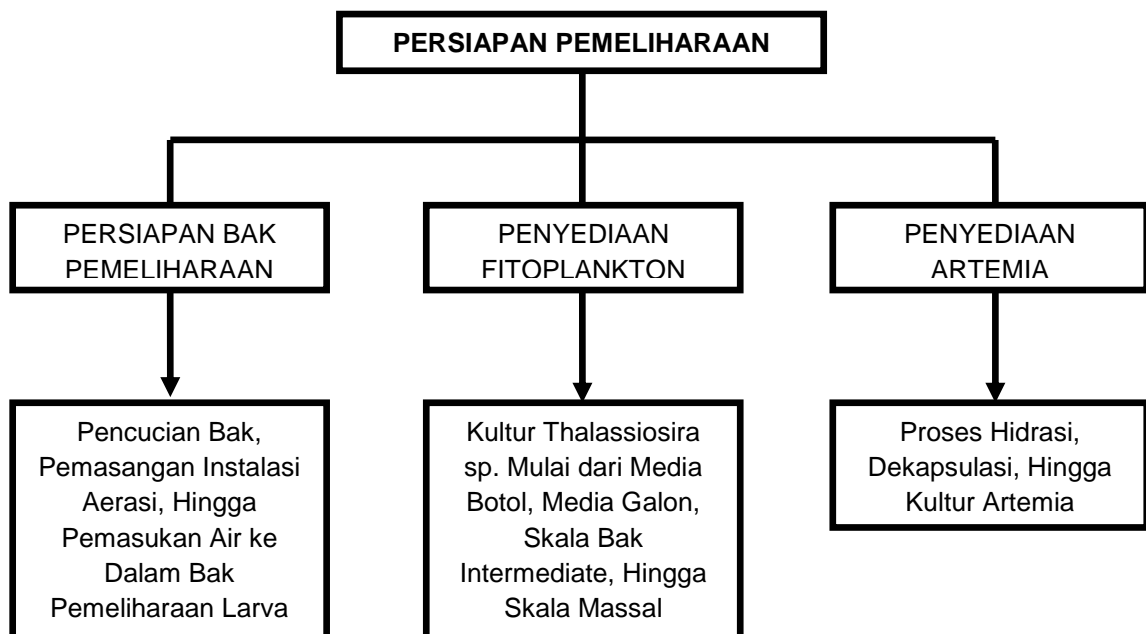 PERSIAPAN PEMELIHARAAN
PERSIAPAN BAK
PEMELIHARAAN
PENYEDIAAN
FITOPLANKTON
PENYEDIAAN
ARTEMIA
Pencucian Bak,
Pemasangan Instalasi
Aerasi, Hingga
Pemasukan Air ke
Dalam Bak
Pemeliharaan Larva
Kultur Thalassiosira
sp. Mulai dari Media
Botol, Media Galon,
Skala Bak
Intermediate, Hingga
Skala Massal
Proses Hidrasi,
Dekapsulasi, Hingga
Kultur Artemia